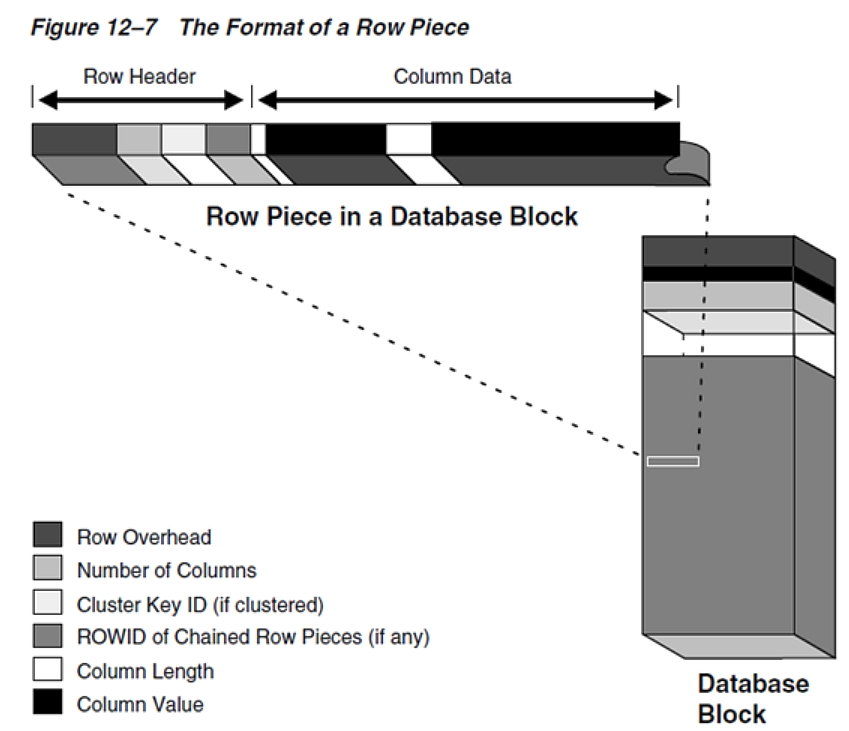 Figure 12–7 The Format of a Row Piece
Row Header
Column Data
Row Piece in a Database Block
Row Overhead
Number of Columns
Cluster Key ID (if clustered)
ROWID of Chained Row Pieces (if any)
Column Length
Column Value
Database
Block